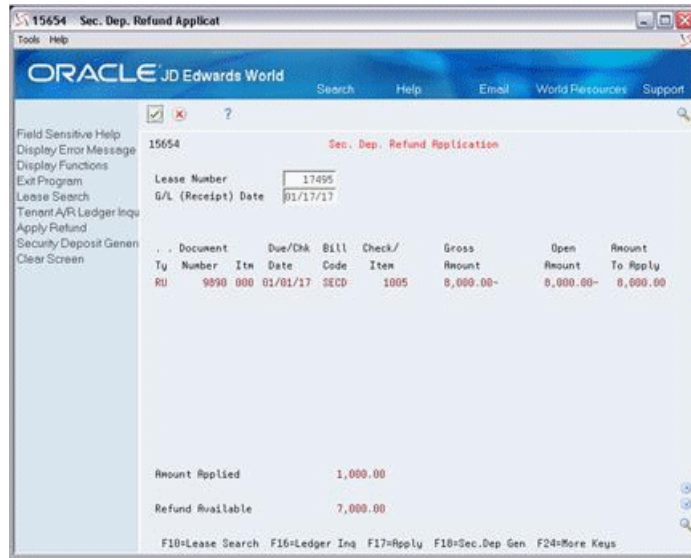 15654 Sec. Dep. Refund Applicat
Tools Help
ORACLE JD Edwards World
Search Help Email World Resources Support
?
Field Sensitive Help
Display Error Message
Display Functions
Exit Program
Lease Search
Tenant A/R Ledger Inqu
Apply Refund
Security Deposit Gener
Clear Screen
15654 Sec. Dep. Refund Application
Lease Number 17495
G/L (Receipt) Date 01/17/17
. . Document Due/Chk Bill Check/ Gross Open Amount
Ty Number Itm Date Code Item Amount Amount To Apply
RU 9890 000 01/01/17 SECD 1005 8,000.00- 8,000.00- 8,000.00
Amount Applied 1,000.00
Refund Available 7,000.00
F10=Lease Search F16=Ledger Inq F17=Apply F18=Sec.Dep Gen F24=More Keys